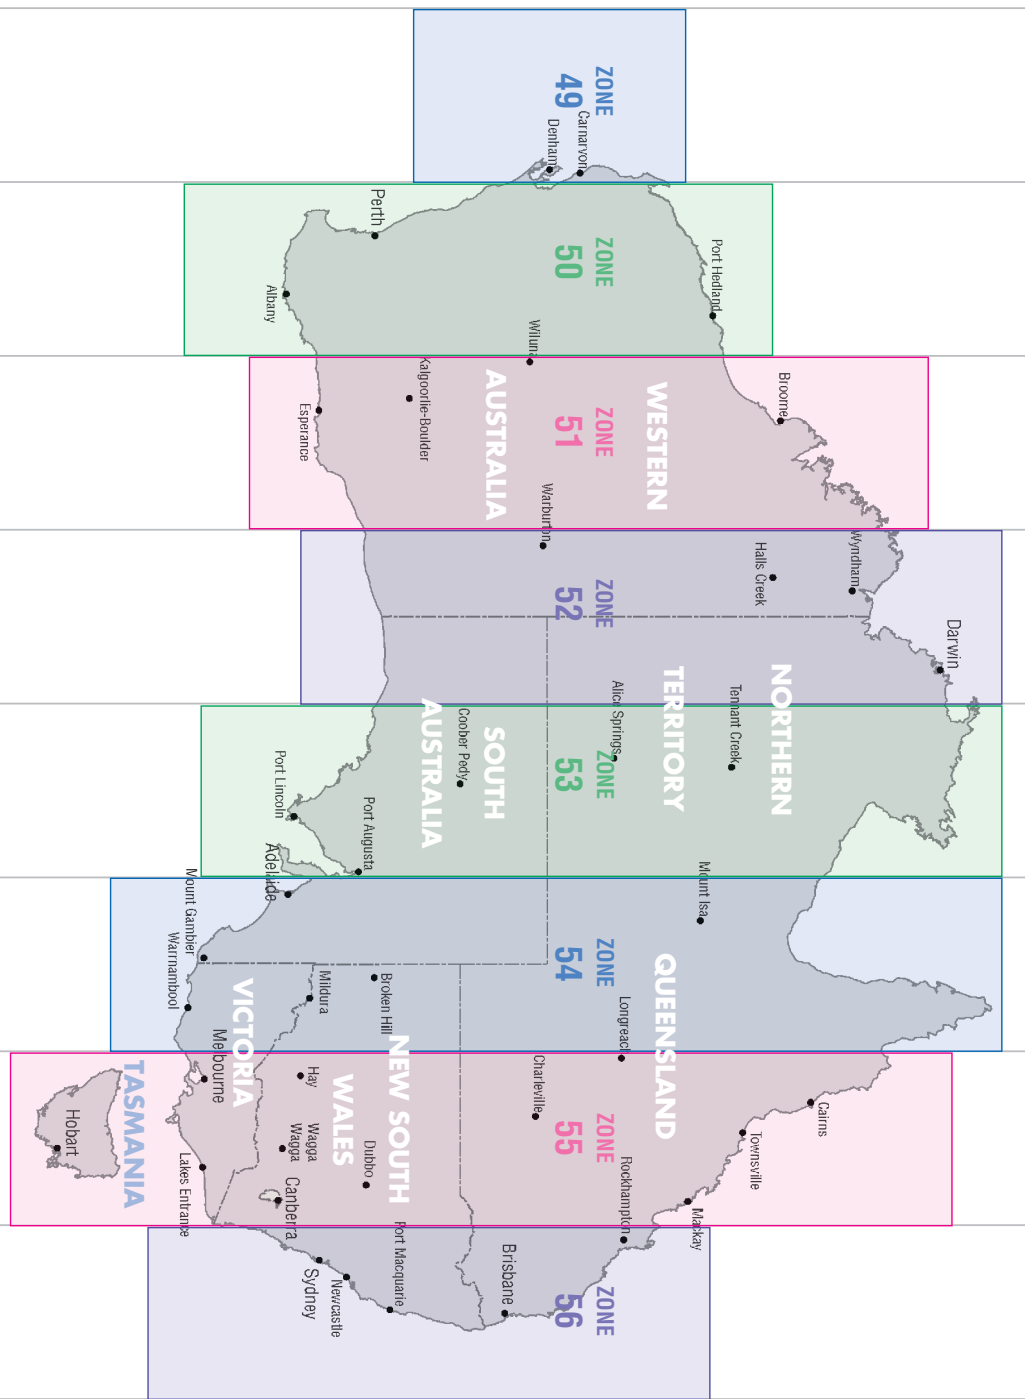 ZONE
49
Carnarvon
Denham
ZONE
50
Perth
Port Hedland
Albany
Wiluna
ZONE
51
WESTERN
AUSTRALIA
Broome
Kalgoorlie-Boulder
Esperance
Warburton
ZONE
52
Wyndham
Halls Creek
Darwin
NORTHERN
TERRITORY
Tennant Creek
Alice Springs
ZONE
53
SOUTH
AUSTRALIA
Coober Pedy
Port Lincoln
Port Augusta
Adelaide
Mount Gambier
Warrnambool
Mount Isa
ZONE
54
QUEENSLAND
Longreach
Broken Hill
Mildura
VICTORIA
Melbourne
NEW SOUTH
WALES
Hay
Charleville
ZONE
55
Cairns
Townsville
Mackay
Rockhampton
Dubbo
Wagga
Wagga
Canberra
Lakes Entrance
TASMANIA
Hobart
Port Macquarie
Newcastle
Sydney
Brisbane
ZONE
56